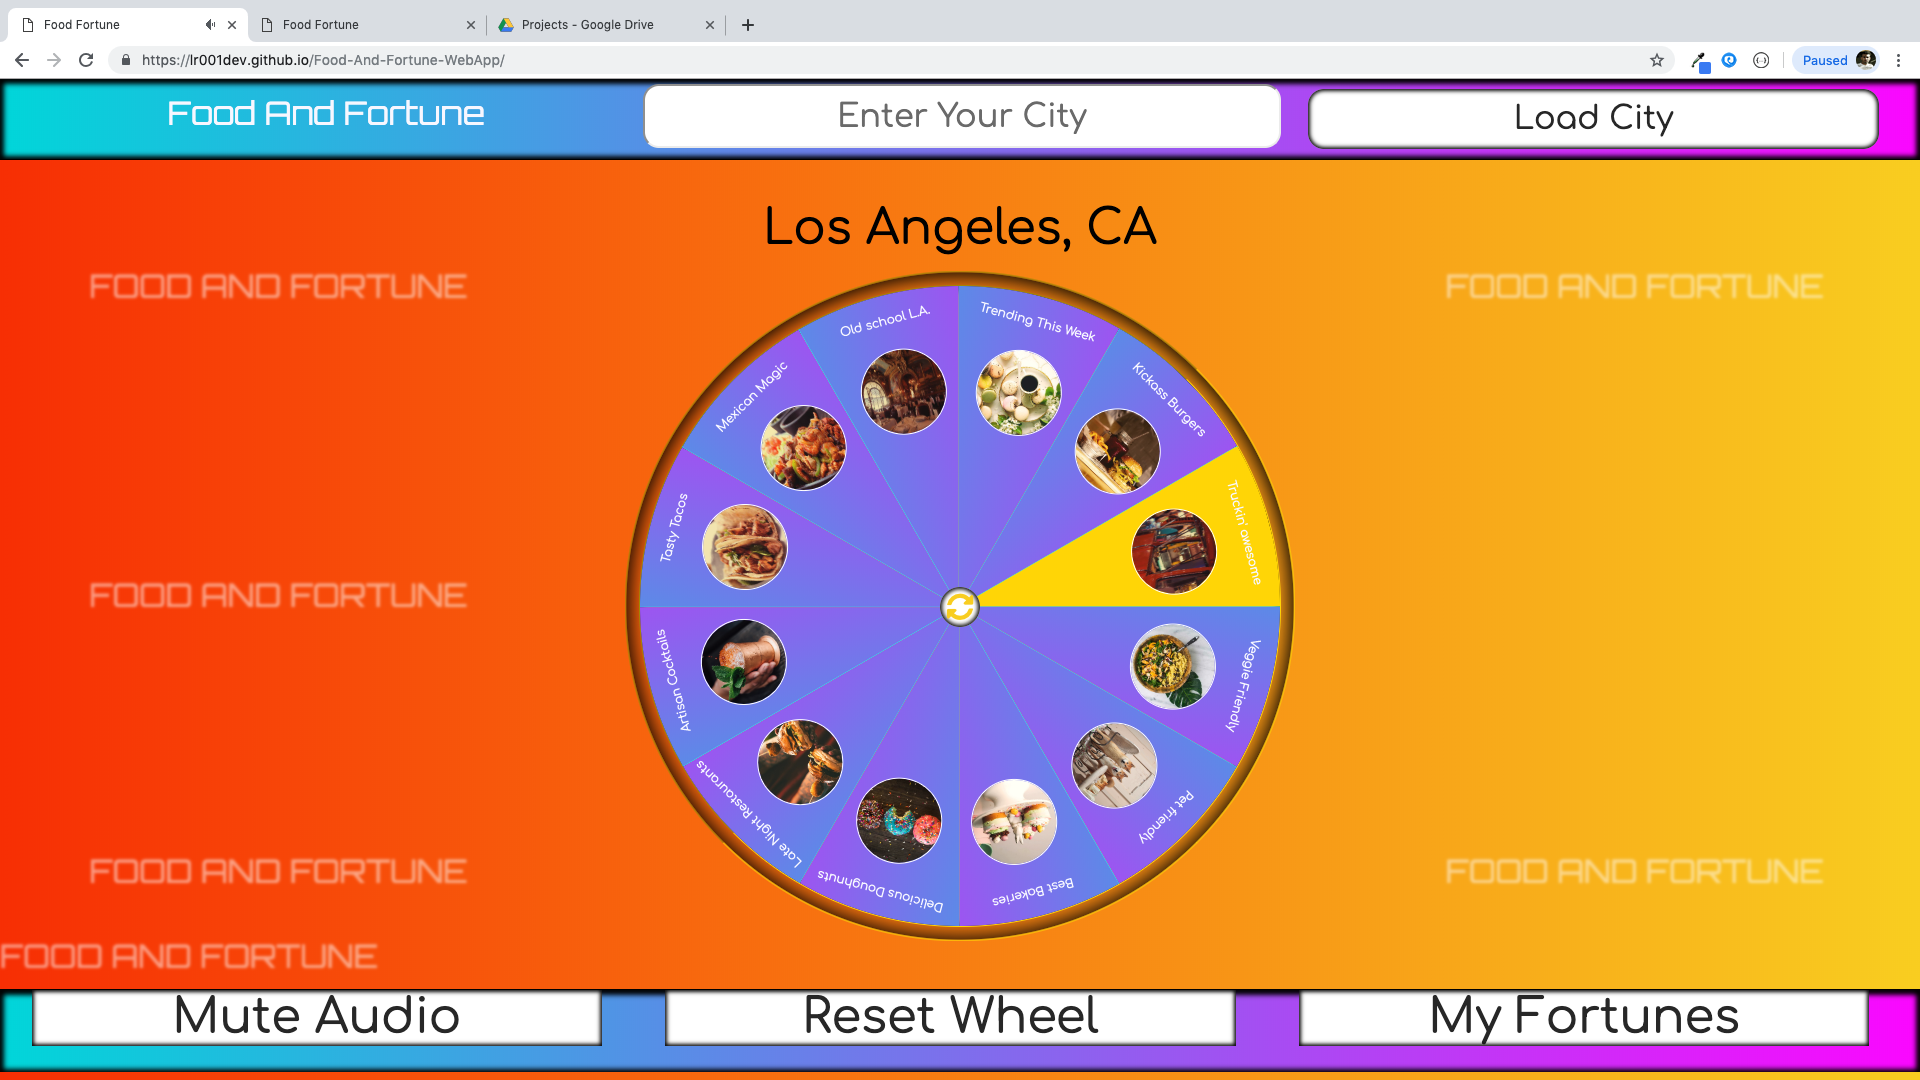 Food Fortune
Food Fortune
Projects - Google Drive
https://lr001dev.github.io/Food-And-Fortune-WebApp/
Paused
Food And Fortune
Enter Your City
Load City
Los Angeles, CA
FOOD AND FORTUNE
FOOD AND FORTUNE
Old school L.A.
Trending This Week
Mexican Magic
Kickass Burgers
Tasty Tacos
Truckin' awesome
FOOD AND FORTUNE
Artisan Cocktails
Veggie Friendly
Late Night Restaurants
Pet friendly
Delicious Doughnuts
Best Bakeries
FOOD AND FORTUNE
FOOD AND FORTUNE
FOOD AND FORTUNE
Mute Audio
Reset Wheel
My Fortunes